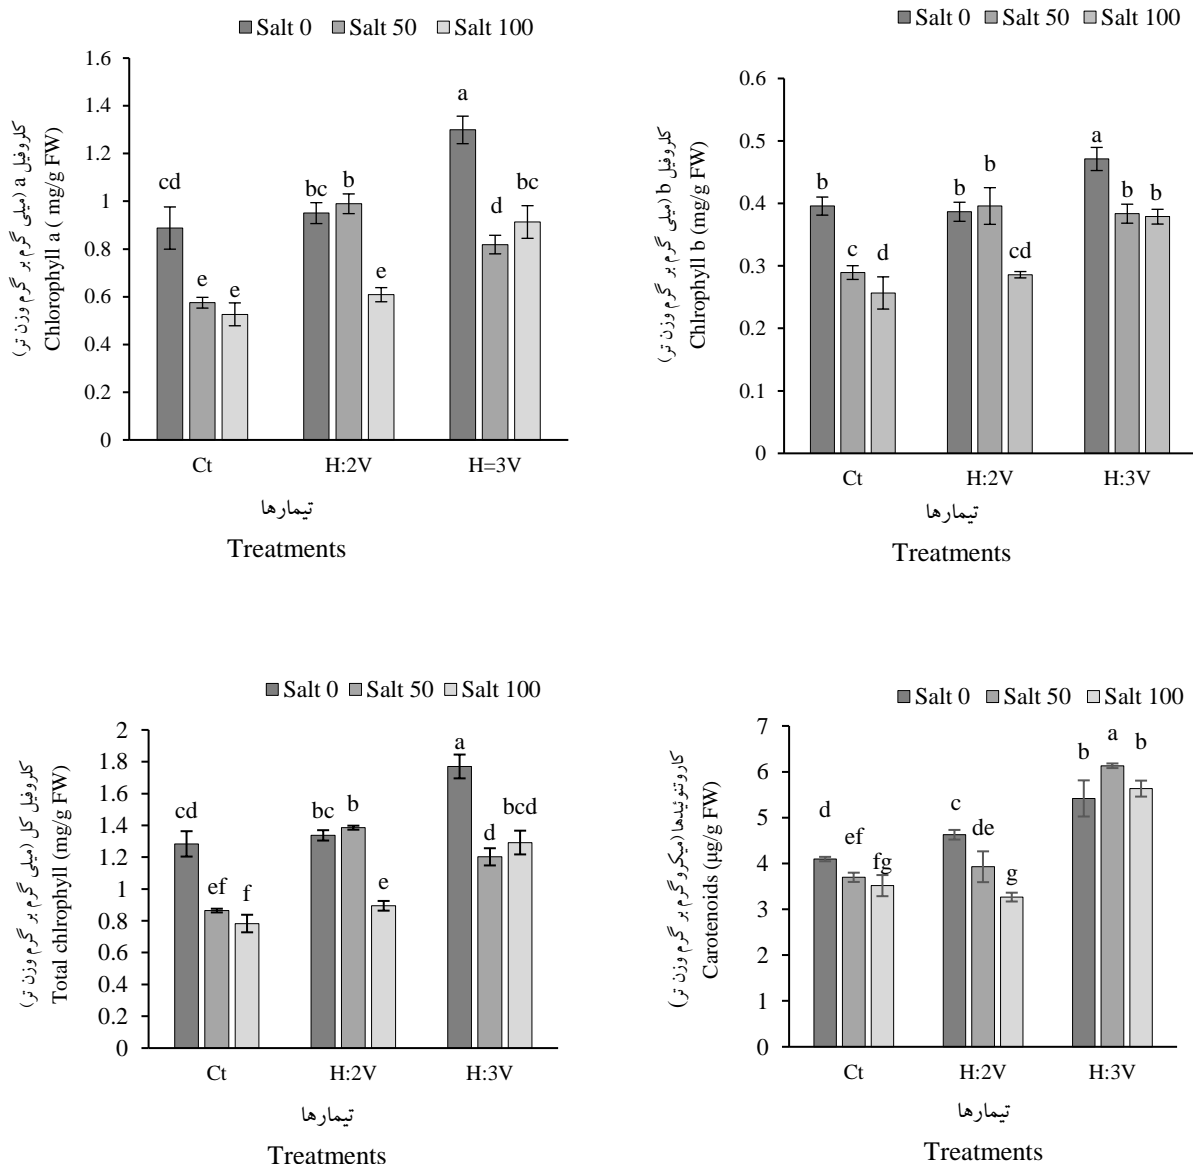 Salt 0 Salt 50 Salt 100
کلروفیل a (میلی گرم بر گرم وزن تر)
Chlorophyll a ( mg/g FW)
1.6
1.4
1.2
1
0.8
0.6
0.4
0.2
0
cd
e
e
bc
b
e
a
d
bc
Ct H:2V H=3V
تیمارها
Treatments
Salt 0 Salt 50 Salt 100
کلروفیل b (میلی گرم بر گرم وزن تر)
Chlrophyll b (mg/g FW)
0.6
0.5
0.4
0.3
0.2
0.1
0
b
c
d
b
b
cd
a
b
b
Ct H:2V H:3V
تیمارها
Treatments
Salt 0 Salt 50 Salt 100
کلروفیل کل (میلی گرم بر گرم وزن تر)
Total chlrophyll (mg/g FW)
2
1.8
1.6
1.4
1.2
1
0.8
0.6
0.4
0.2
0
cd
ef
f
bc
b
e
a
d
bcd
Ct H:2V H:3V
تیمارها
Treatments
Salt 0 Salt 50 Salt 100
کاروتنوئیدها (میکروگرم بر گرم وزن تر)
Carotenoids (µg/g FW)
7
6
5
4
3
2
1
0
d
ef
fg
c
de
g
b
a
b
Ct H:2V H:3V
تیمارها
Treatments